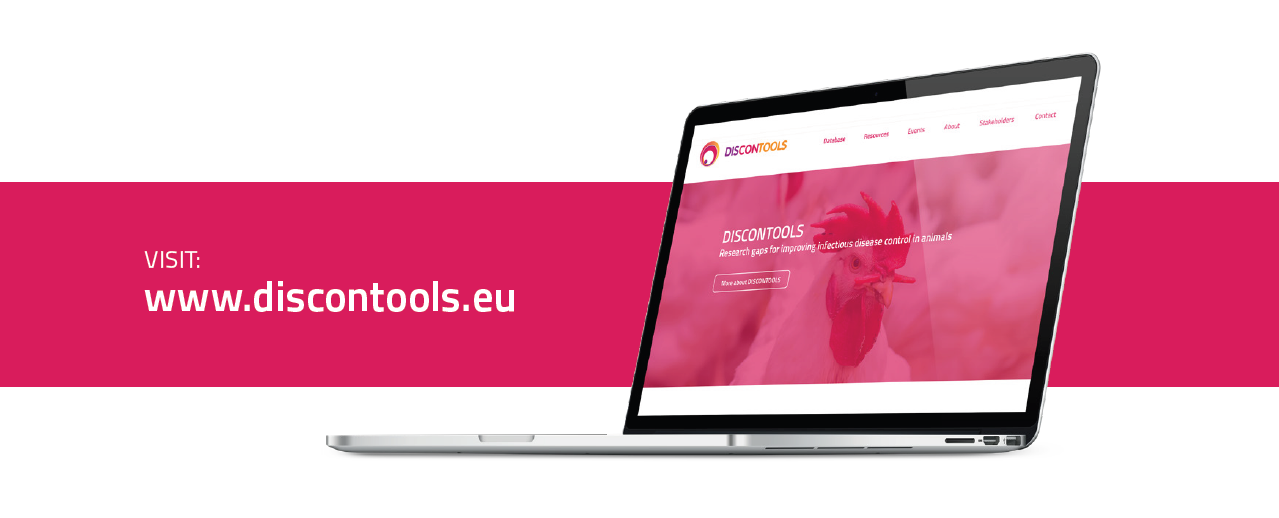 VISIT:
www.discontools.eu
DISCONTOOLS
Database Resources Events About Stakeholders Contact
DISCONTOOLS
Research gaps for improving infectious disease control in animals
More about DISCONTOOLS